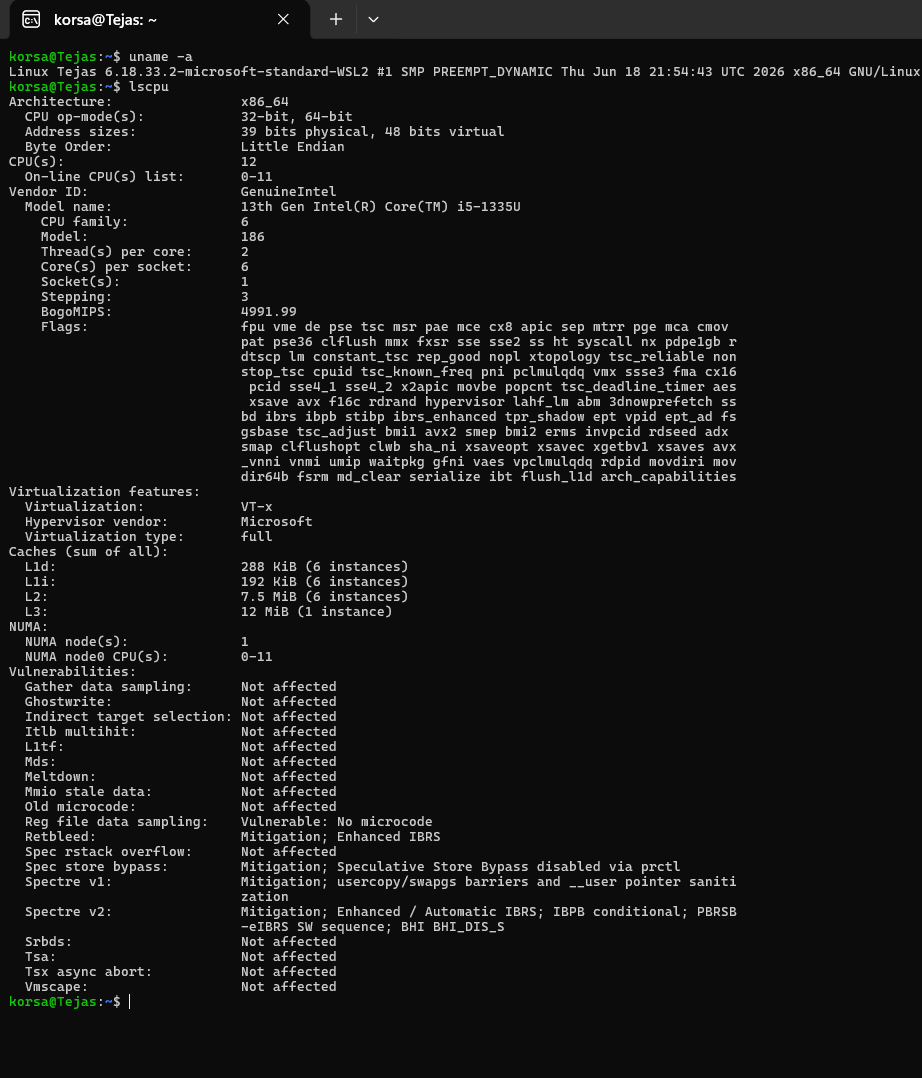 korsa@Tejas: ~
korsa@Tejas:~$ uname -a
Linux Tejas 6.18.33.2-microsoft-standard-WSL2 #1 SMP PREEMPT_DYNAMIC Thu Jun 18 21:54:43 UTC 2026 x86_64 GNU/Linux
korsa@Tejas:~$ lscpu
Architecture: x86_64
CPU op-mode(s): 32-bit, 64-bit
Address sizes: 39 bits physical, 48 bits virtual
Byte Order: Little Endian
CPU(s): 12
On-line CPU(s) list: 0-11
Vendor ID: GenuineIntel
Model name: 13th Gen Intel(R) Core(TM) i5-1335U
CPU family: 6
Model: 186
Thread(s) per core: 2
Core(s) per socket: 6
Socket(s): 1
Stepping: 3
BogoMIPS: 4991.99
Flags: fpu vme de pse tsc msr pae mce cx8 apic sep mtrr pge mca cmov
pat pse36 clflush mmx fxsr sse sse2 ss ht syscall nx pdpe1gb r
dtscp lm constant_tsc rep_good nopl xtopology tsc_reliable non
stop_tsc cpuid tsc_known_freq pni pclmulqdq vmx ssse3 fma cx16
pcid sse4_1 sse4_2 x2apic movbe popcnt tsc_deadline_timer aes
xsave avx f16c rdrand hypervisor lahf_lm abm 3dnowprefetch ss
bd ibrs ibpb stibp ibrs_enhanced tpr_shadow ept vpid ept_ad fs
gsbase tsc_adjust bmi1 avx2 smep bmi2 erms invpcid rdseed adx
smap clflushopt clwb sha_ni xsaveopt xsavec xgetbv1 xsaves avx
_vnni vnmi umip waitpkg gfni vaes vpclmulqdq rdpid movdiri mov
dir64b fsrm md_clear serialize ibt flush_l1d arch_capabilities
Virtualization features:
Virtualization: VT-x
Hypervisor vendor: Microsoft
Virtualization type: full
Caches (sum of all):
L1d: 288 KiB (6 instances)
L1i: 192 KiB (6 instances)
L2: 7.5 MiB (6 instances)
L3: 12 MiB (1 instance)
NUMA:
NUMA node(s): 1
NUMA node0 CPU(s): 0-11
Vulnerabilities:
Gather data sampling: Not affected
Ghostwrite: Not affected
Indirect target selection: Not affected
Itlb multihit: Not affected
L1tf: Not affected
Mds: Not affected
Meltdown: Not affected
Mmio stale data: Not affected
Old microcode: Not affected
Reg file data sampling: Vulnerable: No microcode
Retbleed: Mitigation; Enhanced IBRS
Spec rstack overflow: Not affected
Spec store bypass: Mitigation; Speculative Store Bypass disabled via prctl
Spectre v1: Mitigation; usercopy/swapgs barriers and __user pointer saniti
zation
Spectre v2: Mitigation; Enhanced / Automatic IBRS; IBPB conditional; PBRSB
-eIBRS SW sequence; BHI BHI_DIS_S
Srbds: Not affected
Tsa: Not affected
Tsx async abort: Not affected
Vmscape: Not affected
korsa@Tejas:~$